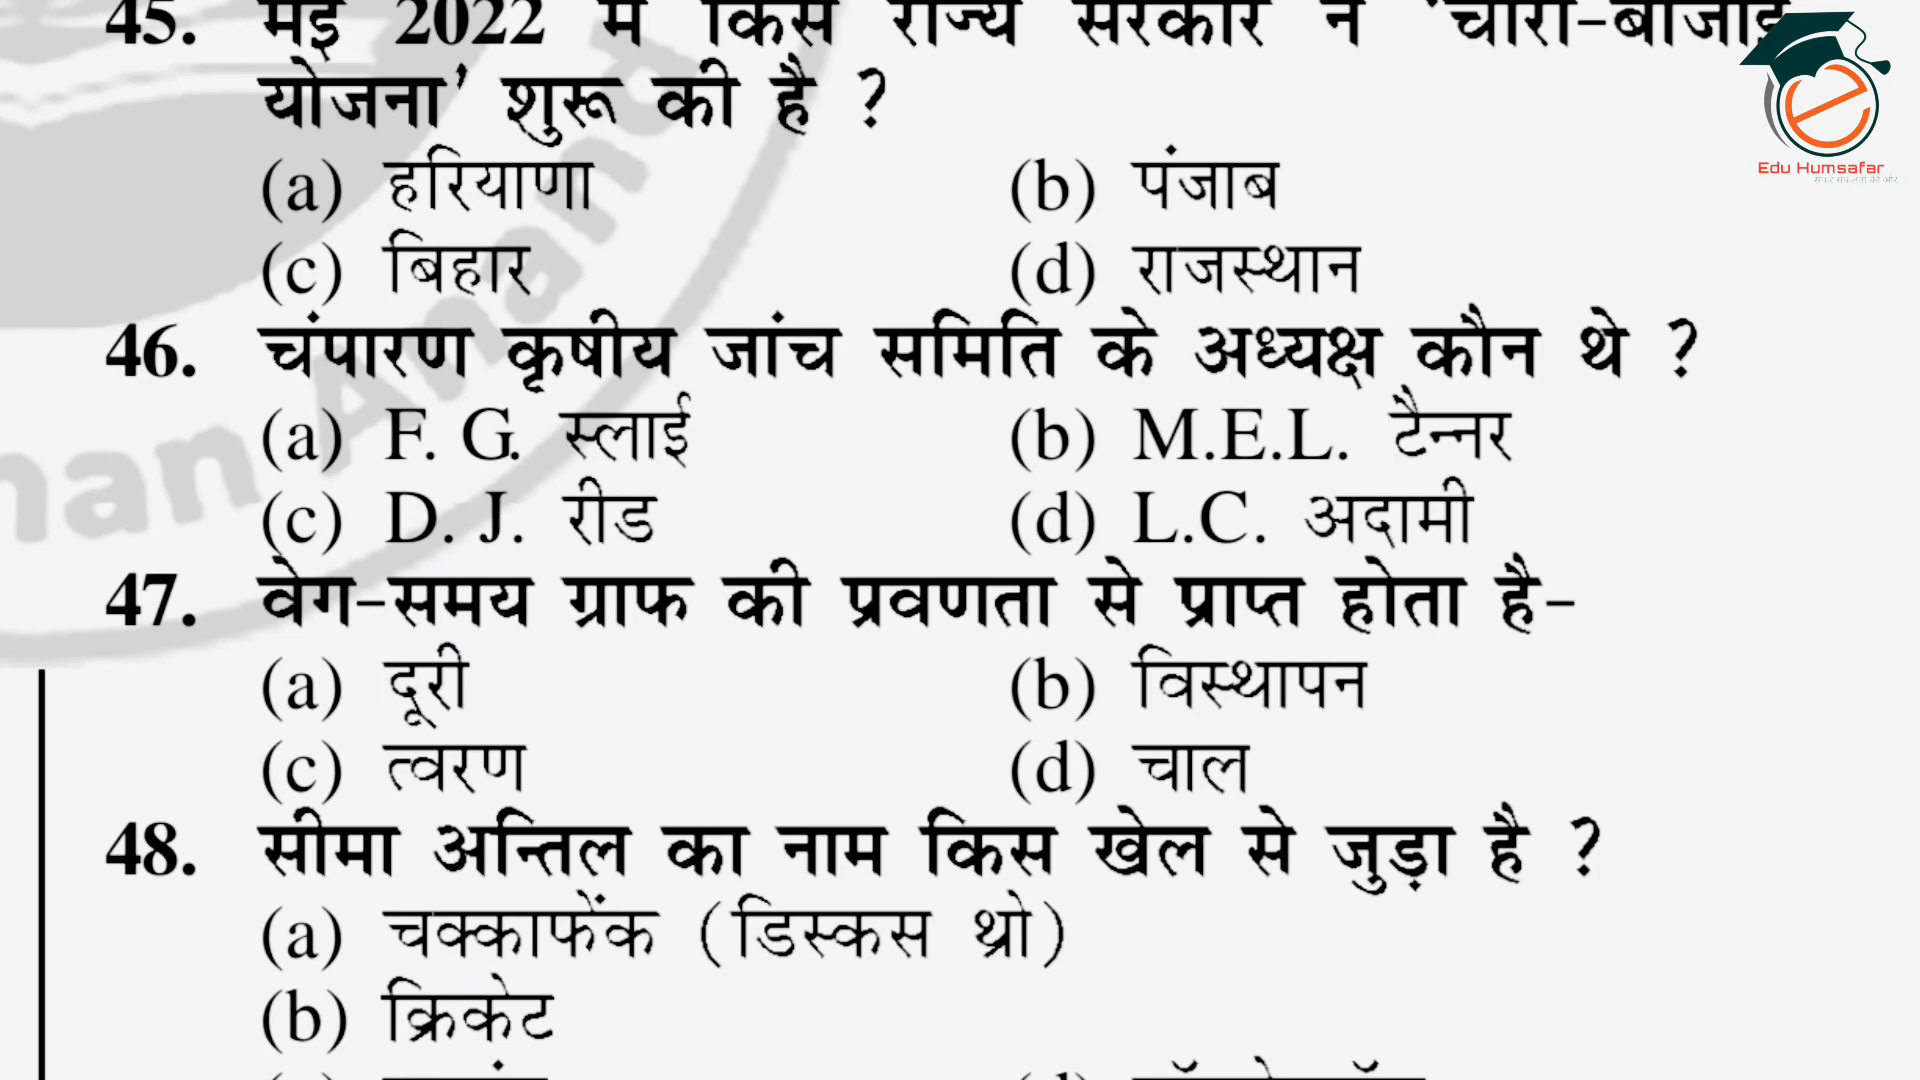 45. मई 2022 में किस राज्य सरकार ने 'चारा-बीजाई
योजना' शुरू की है ?
(a) हरियाणा (b) पंजाब
(c) बिहार (d) राजस्थान
46. चंपारण कृषीय जांच समिति के अध्यक्ष कौन थे ?
(a) F. G. स्लाई (b) M.E.L. टैन्नर
(c) D. J. रीड (d) L.C. अदामी
47. वेग-समय ग्राफ की प्रवणता से प्राप्त होता है-
(a) दूरी (b) विस्थापन
(c) त्वरण (d) चाल
48. सीमा अन्तिल का नाम किस खेल से जुड़ा है ?
(a) चक्काफेंक (डिस्कस थ्रो)
(b) क्रिकेट
Edu Humsafar
Anand